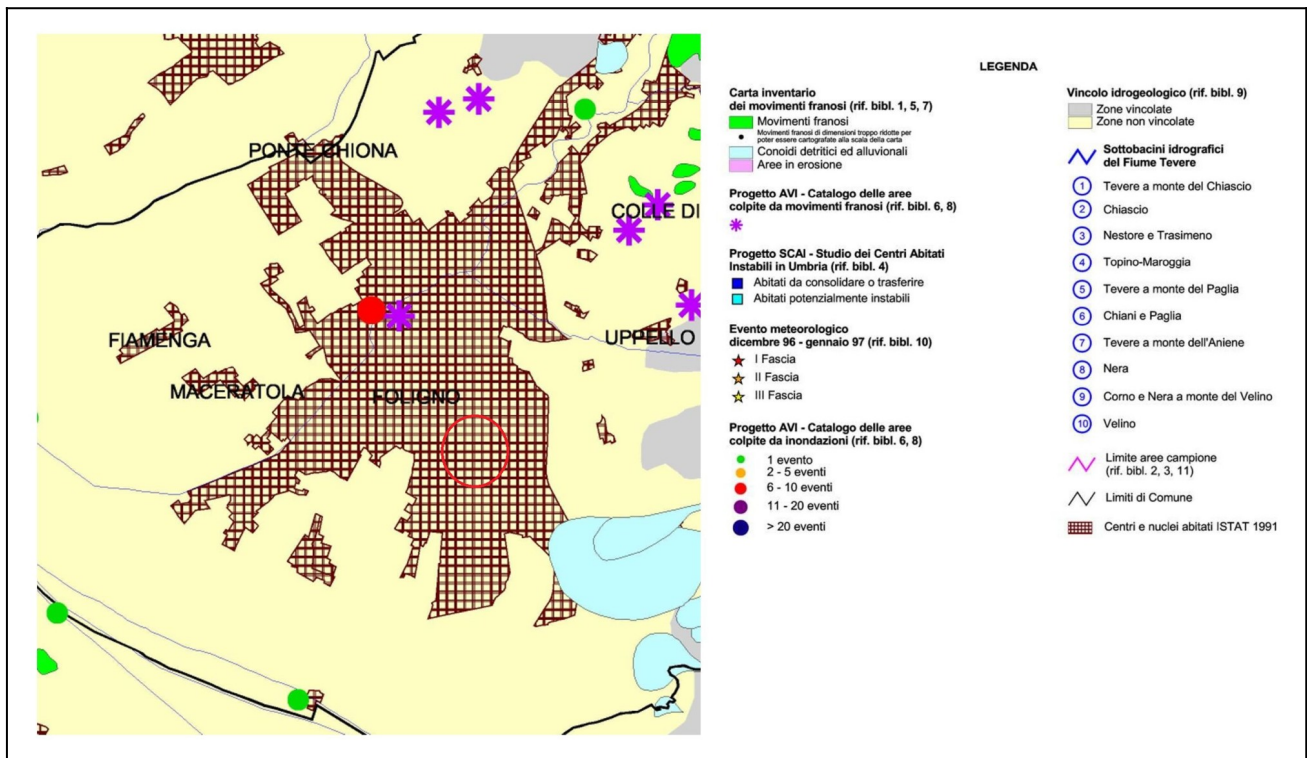 PONTE CHIONA
COLLE DI
FIAMENGA
UPPELLO
MACERATOLA
FOLIGNO
LEGENDA
Carta inventario
dei movimenti franosi (rif. bibl. 1, 5, 7)
Movimenti franosi
Movimenti franosi di dimensioni troppo ridotte per
poter essere cartografate alla scala della carta
Conoidi detritici ed alluvionali
Aree in erosione
Progetto AVI - Catalogo delle aree
colpite da movimenti franosi (rif. bibl. 6, 8)
Progetto SCAI - Studio dei Centri Abitati
Instabili in Umbria (rif. bibl. 4)
Abitati da consolidare o trasferire
Abitati potenzialmente instabili
Evento meteorologico
dicembre 96 - gennaio 97 (rif. bibl. 10)
I Fascia
II Fascia
III Fascia
Progetto AVI - Catalogo delle aree
colpite da inondazioni (rif. bibl. 6, 8)
1 evento
2 - 5 eventi
6 - 10 eventi
11 - 20 eventi
> 20 eventi
Vincolo idrogeologico (rif. bibl. 9)
Zone vincolate
Zone non vincolate
Sottobacini idrografici
del Fiume Tevere
1 Tevere a monte del Chiascio
2 Chiascio
3 Nestore e Trasimeno
4 Topino-Maroggia
5 Tevere a monte del Paglia
6 Chiani e Paglia
7 Tevere a monte dell'Aniene
8 Nera
9 Corno e Nera a monte del Velino
10 Velino
Limite aree campione
(rif. bibl. 2, 3, 11)
Limiti di Comune
Centri e nuclei abitati ISTAT 1991